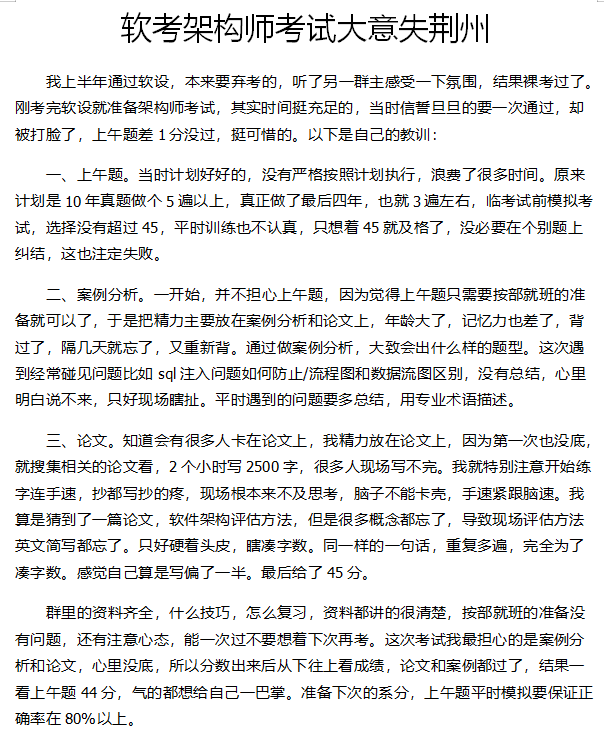 软考架构师考试大意失荆州
我上半年通过软设，本来要弃考的，听了另一群主感受一下氛围，结果裸考过了。
刚考完软设就准备架构师考试，其实时间挺充足的，当时信誓旦旦的要一次通过，却
被打脸了，上午题差 1 分没过，挺可惜的。以下是自己的教训：
一、上午题。当时计划好好的，没有严格按照计划执行，浪费了很多时间。原来
计划是 10 年真题做个 5 遍以上，真正做了最后四年，也就 3 遍左右，临考试前模拟考
试，选择没有超过 45，平时训练也不认真，只想着 45 就及格了，没必要在个别题上
纠结，这也注定失败。
二、案例分析。一开始，并不担心上午题，因为觉得上午题只需要按部就班的准
备就可以了，于是把精力主要放在案例分析和论文上，年龄大了，记忆力也差了，背
过了，隔几天就忘了，又重新背。通过做案例分析，大致会出什么样的题型。这次遇
到经常碰见问题比如 sql 注入问题如何防止/流程图和数据流图区别，没有总结，心里
明白说不来，只好现场瞎扯。平时遇到的问题要多总结，用专业术语描述。
三、论文。知道会有很多人卡在论文上，我精力放在论文上，因为第一次也没底，
就搜集相关的论文看，2 个小时写 2500 字，很多人现场写不完。我就特别注意开始练
字连手速，抄都写抄的疼，现场根本来不及思考，脑子不能卡壳，手速紧跟脑速。我
算是猜到了一篇论文，软件架构评估方法，但是很多概念都忘了，导致现场评估方法
英文简写都忘了。只好硬着头皮，瞎凑字数。同一样的一句话，重复多遍，完全为了
凑字数。感觉自己算是写偏了一半。最后给了 45 分。
群里的资料齐全，什么技巧，怎么复习，资料都讲的很清楚，按部就班的准备没
有问题，还有注意心态，能一次过不要想着下次再考。这次考试我最担心的是案例分
析和论文，心里没底，所以分数出来后从下往上看成绩，论文和案例都过了，结果一
看上午题 44 分，气的都想给自己一巴掌。准备下次的系分，上午题平时模拟要保证正
确率在 80%以上。